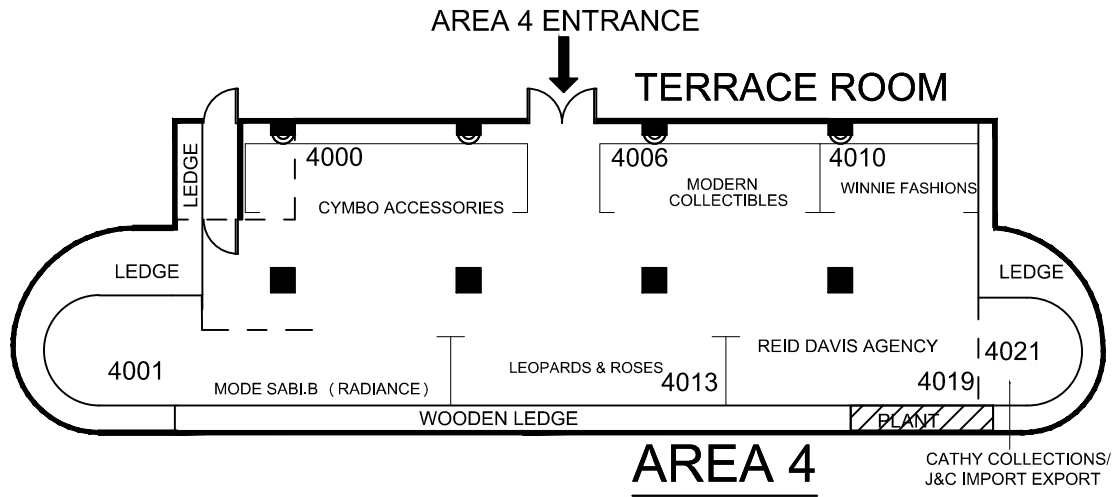 AREA 4 ENTRANCE
TERRACE ROOM
LEDGE
4000
CYMBO ACCESSORIES
4006
MODERN
COLLECTIBLES
4010
WINNIE FASHIONS
LEDGE
LEDGE
4001
MODE SABI.B (RADIANCE)
LEOPARDS & ROSES
4013
REID DAVIS AGENCY
4019
4021
WOODEN LEDGE
PLANT
AREA 4
CATHY COLLECTIONS/
J&C IMPORT EXPORT